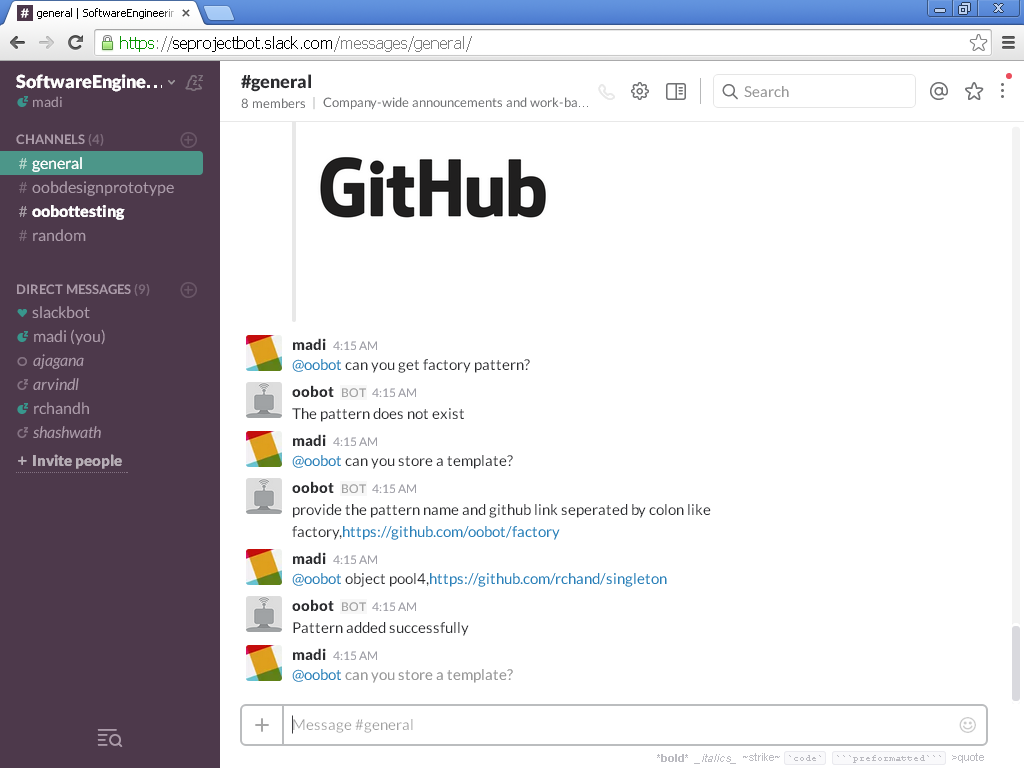 general | SoftwareEngineerin
https://seprojectbot.slack.com/messages/general/
SoftwareEngine...
madi
CHANNELS (4)
# general
# oobdesignprototype
# oobottesting
# random
DIRECT MESSAGES (9)
slackbot
madi (you)
ajagana
arvindl
rchandh
shashwath
+ Invite people
#general
8 members | Company-wide announcements and work-ba...
Search
GitHub
madi 4:15 AM
@oobot can you get factory pattern?
oobot BOT 4:15 AM
The pattern does not exist
madi 4:15 AM
@oobot can you store a template?
oobot BOT 4:15 AM
provide the pattern name and github link seperated by colon like
factory,https://github.com/oobot/factory
madi 4:15 AM
@oobot object pool4,https://github.com/rchand/singleton
oobot BOT 4:15 AM
Pattern added successfully
madi 4:15 AM
@oobot can you store a template?
Message #general
*bold* _italics_ ~strike~ `code` ```preformatted``` >quote